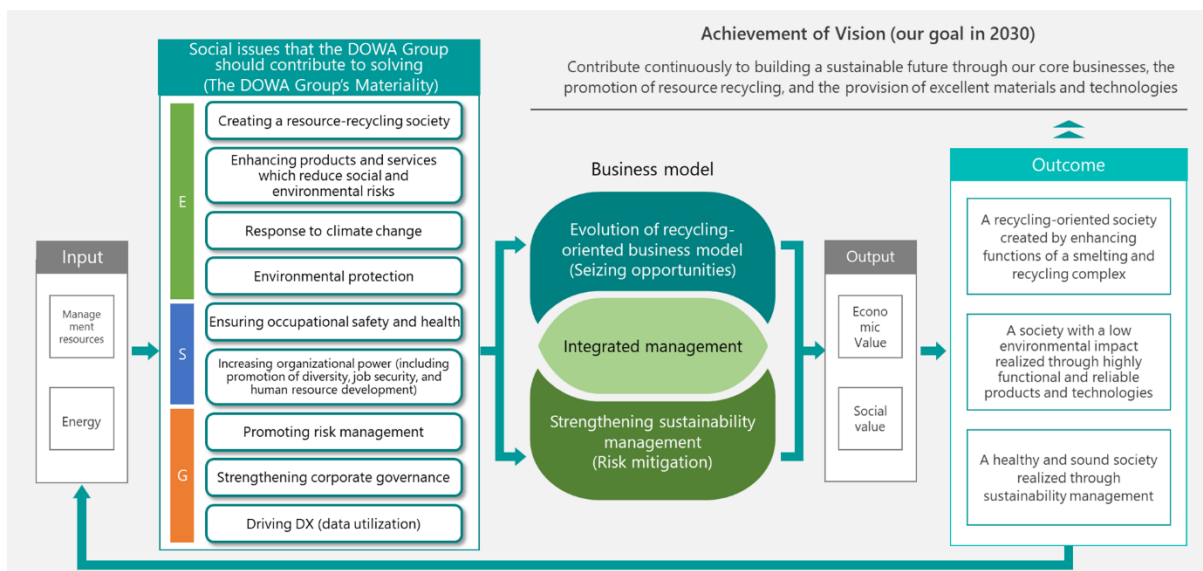 Achievement of Vision (our goal in 2030)
Contribute continuously to building a sustainable future through our core businesses, the
promotion of resource recycling, and the provision of excellent materials and technologies
Input
Manage
ment
resources
Energy
Social issues that the DOWA Group
should contribute to solving
(The DOWA Group's Materiality)
E
Creating a resource-recycling society
Enhancing products and services
which reduce social and
environmental risks
Response to climate change
Environmental protection
S
Ensuring occupational safety and health
Increasing organizational power (including
promotion of diversity, job security, and
human resource development)
G
Promoting risk management
Strengthening corporate governance
Driving DX (data utilization)
Business model
Evolution of recycling-
oriented business model
(Seizing opportunities)
Integrated management
Strengthening sustainability
management
(Risk mitigation)
Output
Econo
mic
Value
Social
value
Outcome
A recycling-oriented society
created by enhancing
functions of a smelting and
recycling complex
A society with a low
environmental impact
realized through highly
functional and reliable
products and technologies
A healthy and sound society
realized through
sustainability management